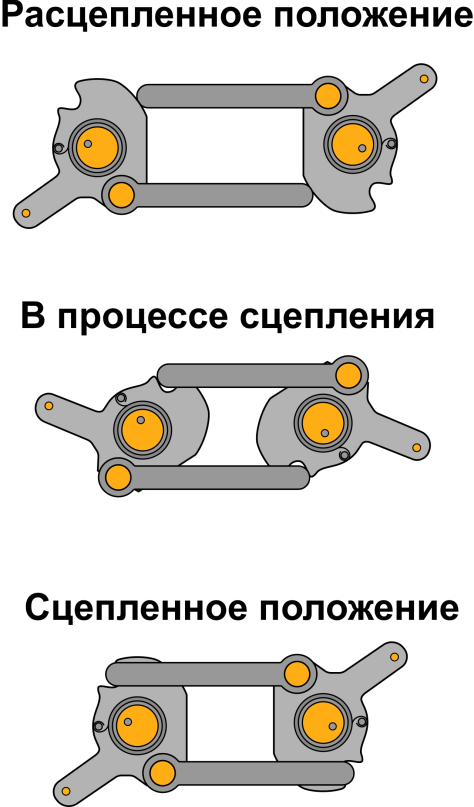 Расцепленное положение
В процессе сцепления
Сцепленное положение